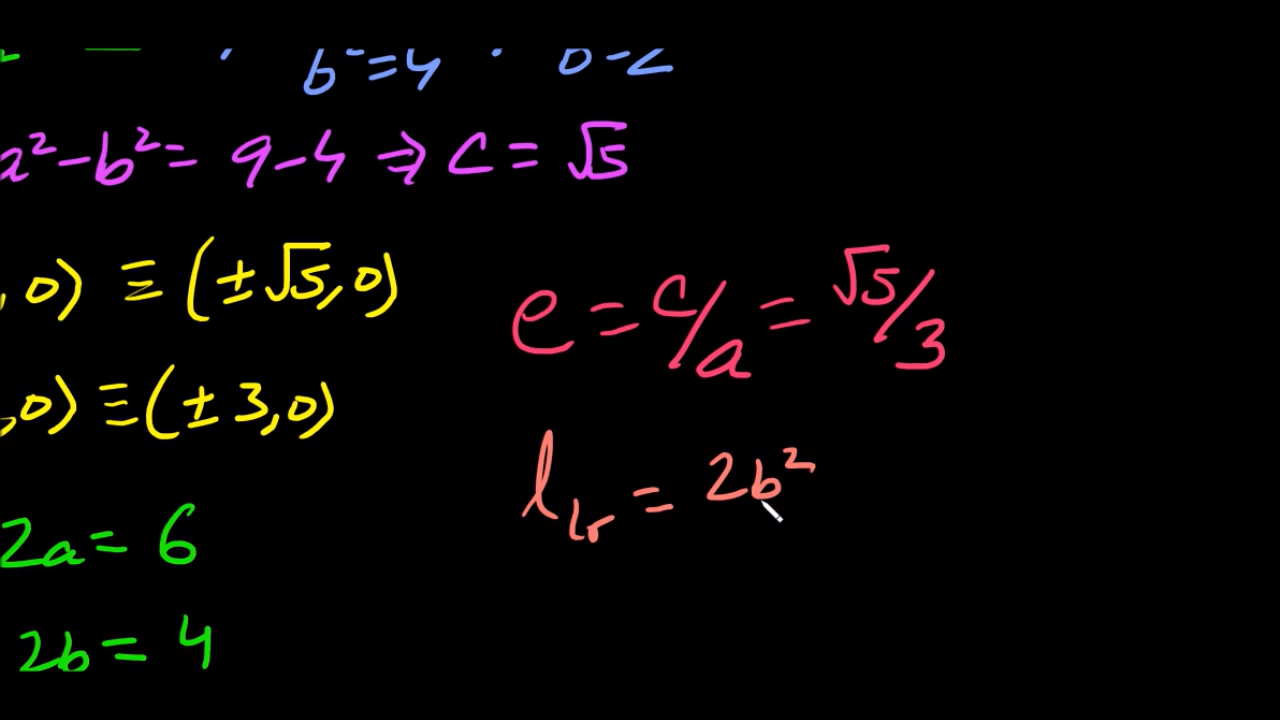 b²=4 , b=2
a²-b²= 9-4 ⇒ c = √5
, 0) ≡ (±√5, 0)
e = c/a = √5/3
, 0) ≡ (± 3, 0)
l_lr = 2b²
2a = 6
2b = 4